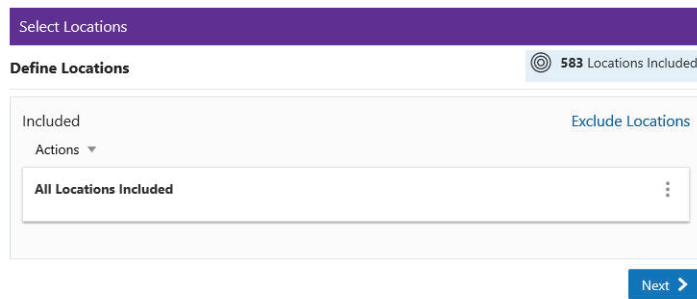 Select Locations
Define Locations
583 Locations Included
Included
Exclude Locations
Actions
All Locations Included
Next